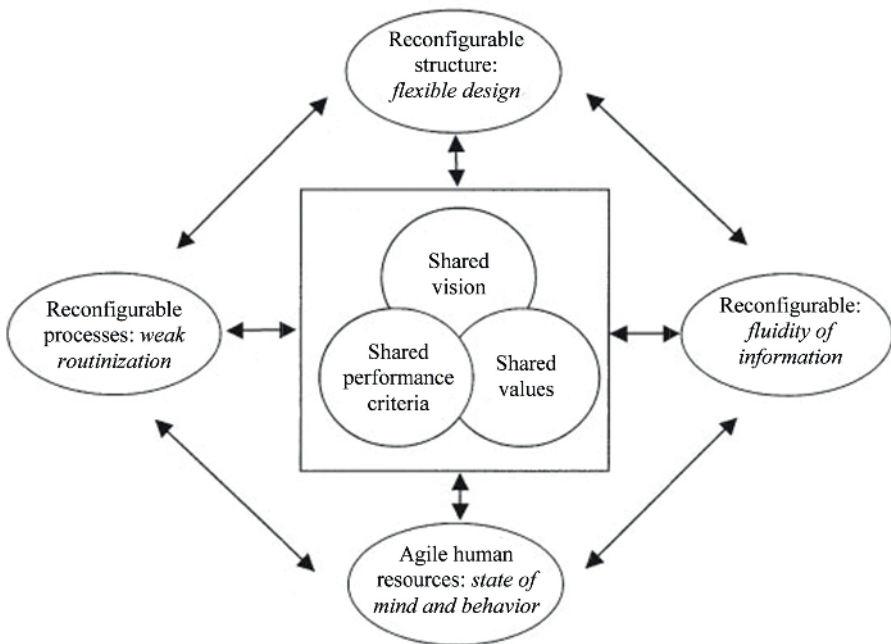 Reconfigurable
structure:
flexible design
Shared
vision
Reconfigurable
processes: weak
routinization
Shared
performance
criteria
Shared
values
Reconfigurable:
fluidity of
information
Agile human
resources: state of
mind and behavior